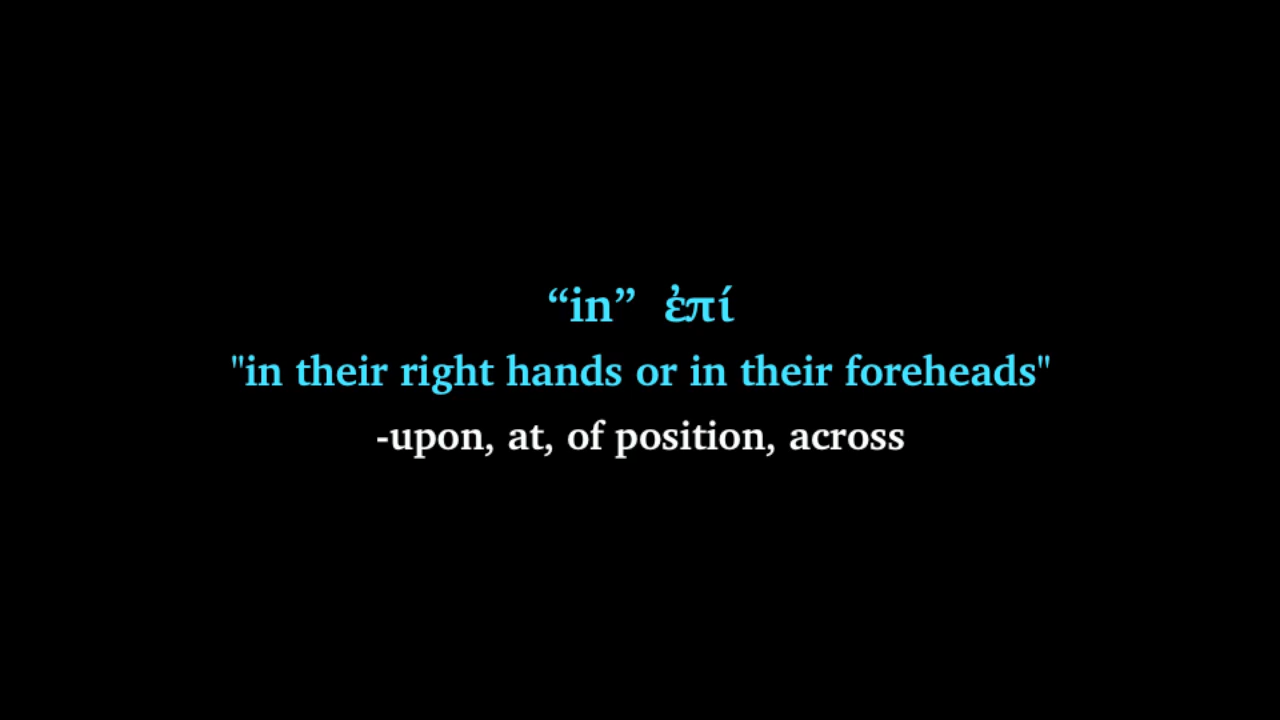 “in” ἐπί
"in their right hands or in their foreheads"
-upon, at, of position, across